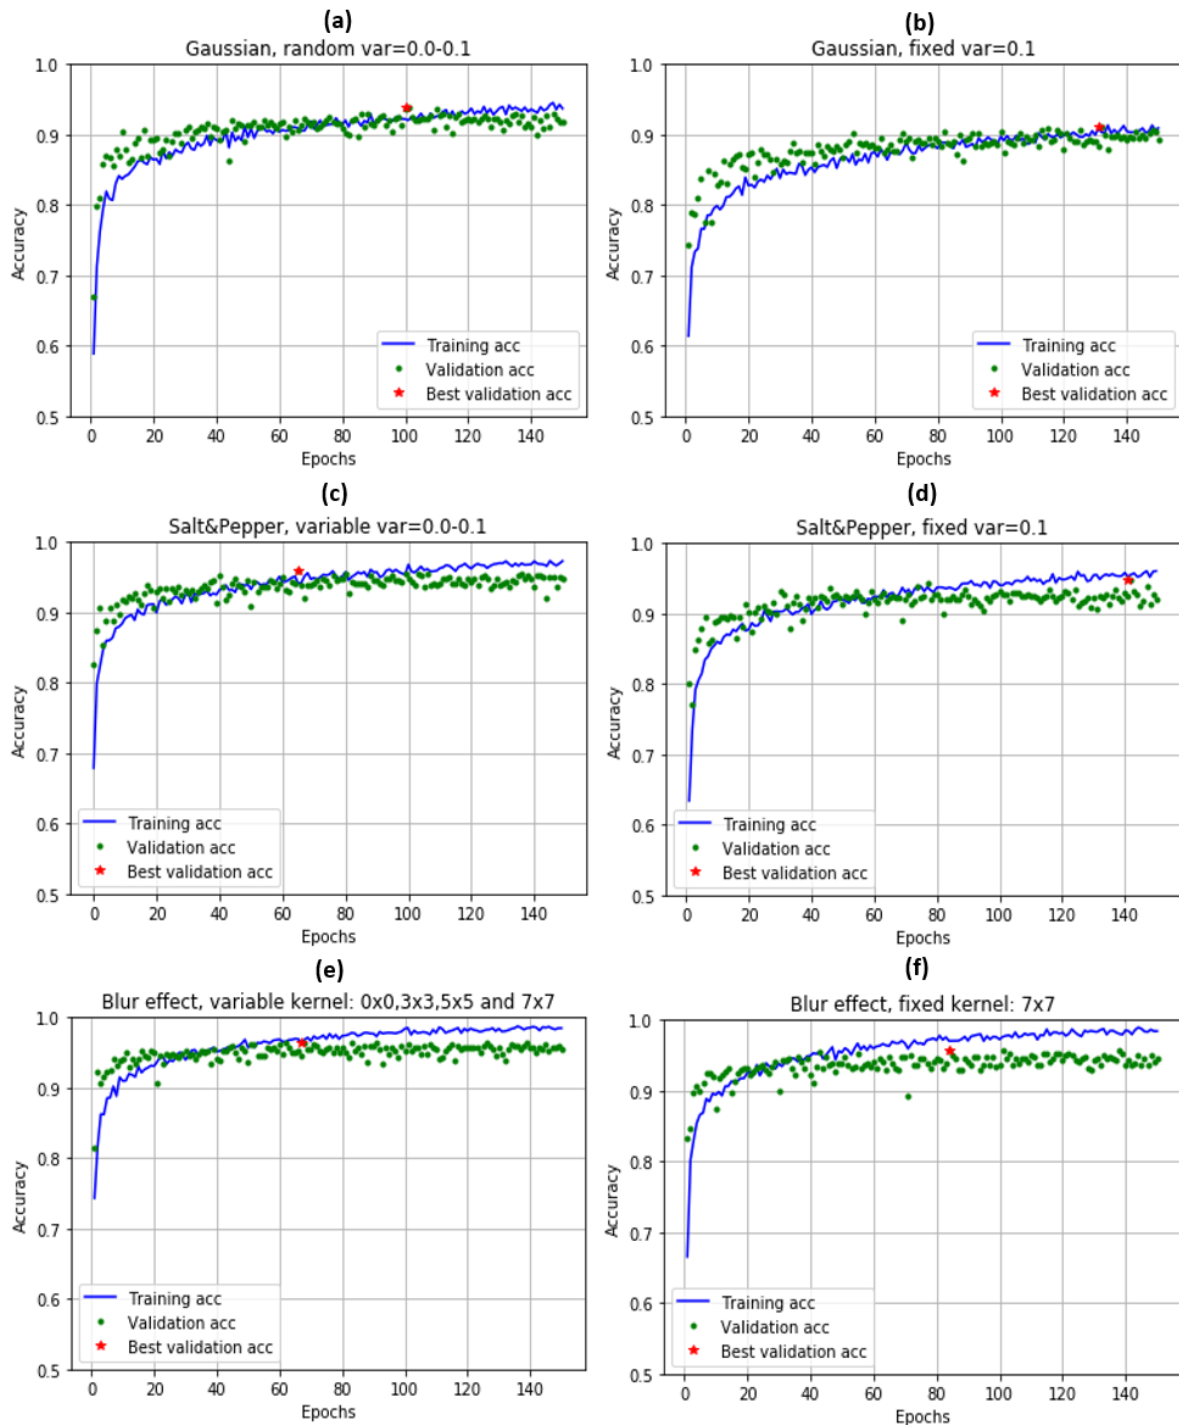 (a)
Gaussian, random var=0.0-0.1
1.0
0.9
0.8
0.7
0.6
0.5
Accuracy
0 20 40 60 80 100 120 140
Epochs
Training acc
Validation acc
Best validation acc
(b)
Gaussian, fixed var=0.1
1.0
0.9
0.8
0.7
0.6
0.5
Accuracy
0 20 40 60 80 100 120 140
Epochs
Training acc
Validation acc
Best validation acc
(c)
Salt&Pepper, variable var=0.0-0.1
1.0
0.9
0.8
0.7
0.6
0.5
Accuracy
0 20 40 60 80 100 120 140
Epochs
Training acc
Validation acc
Best validation acc
(d)
Salt&Pepper, fixed var=0.1
1.0
0.9
0.8
0.7
0.6
0.5
Accuracy
0 20 40 60 80 100 120 140
Epochs
Training acc
Validation acc
Best validation acc
(e)
Blur effect, variable kernel: 0x0,3x3,5x5 and 7x7
1.0
0.9
0.8
0.7
0.6
0.5
Accuracy
0 20 40 60 80 100 120 140
Epochs
Training acc
Validation acc
Best validation acc
(f)
Blur effect, fixed kernel: 7x7
1.0
0.9
0.8
0.7
0.6
0.5
Accuracy
0 20 40 60 80 100 120 140
Epochs
Training acc
Validation acc
Best validation acc